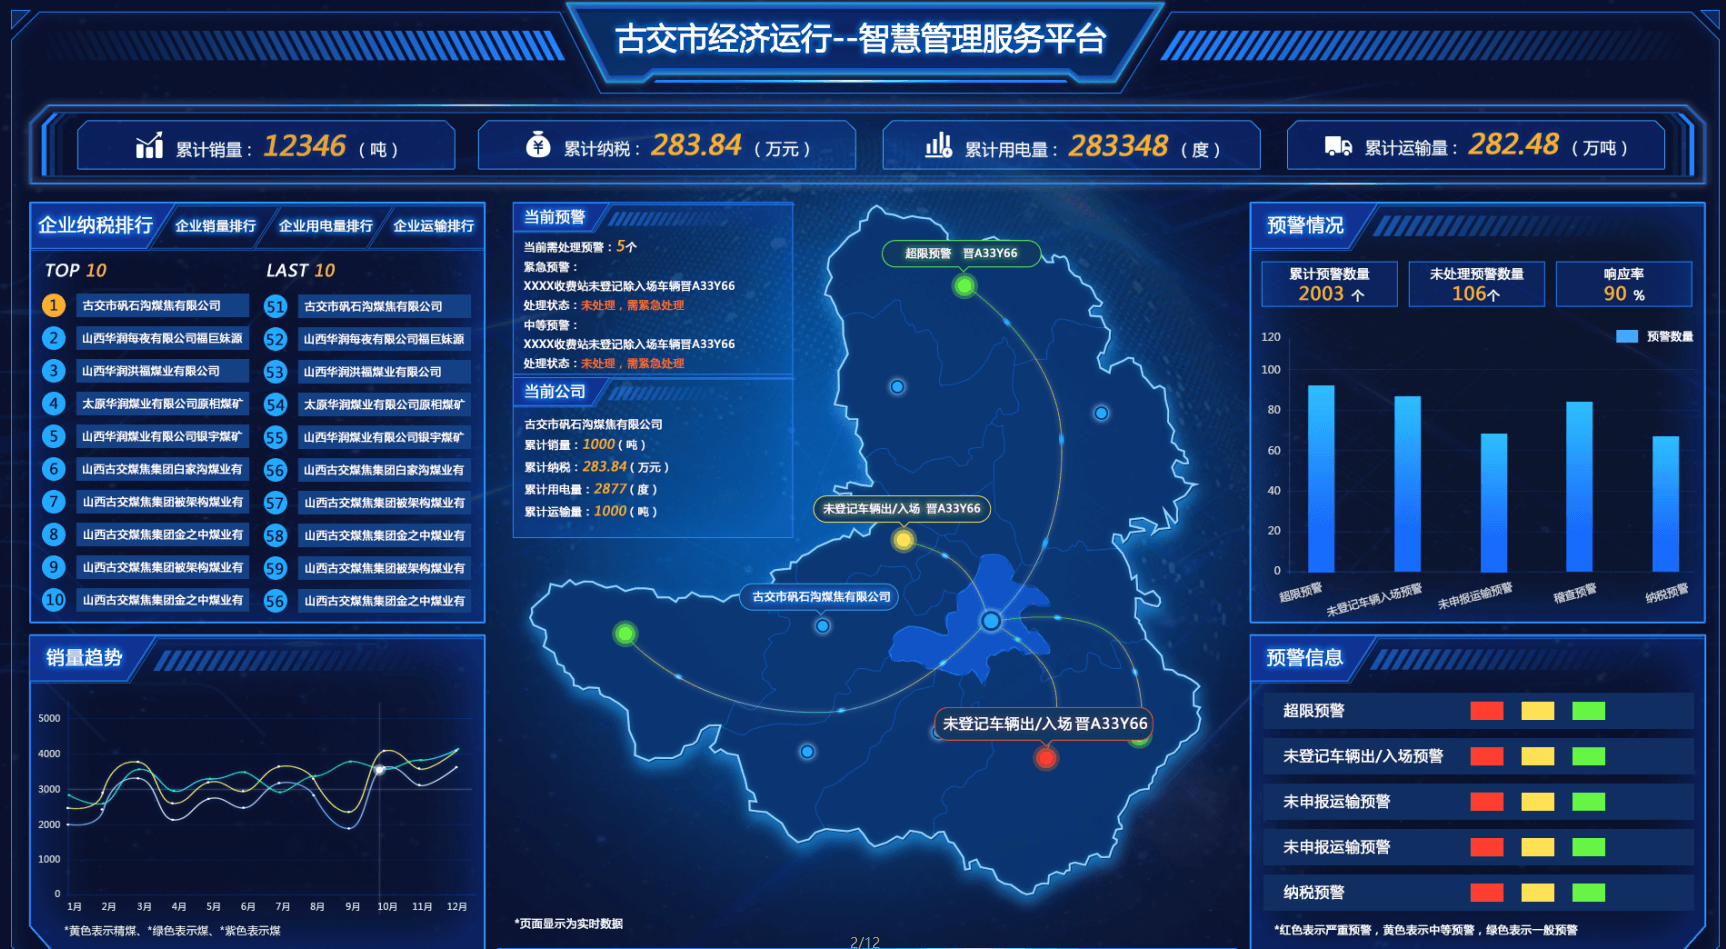 古交市经济运行--智慧管理服务平台
累计销量：12346（吨）
累计纳税：283.84（万元）
累计用电量：283348（度）
累计运输量：282.48（万吨）
企业纳税排行 企业销量排行 企业用电量排行 企业运输排行
TOP 10 LAST 10
1 古交市矾石沟煤焦有限公司 51 古交市矾石沟煤焦有限公司
2 山西华润每夜有限公司福巨妹源 52 山西华润每夜有限公司福巨妹源
3 山西华润洪福煤业有限公司 53 山西华润洪福煤业有限公司
4 太原华润煤业有限公司原相煤矿 54 太原华润煤业有限公司原相煤矿
5 山西华润煤业有限公司银宇煤矿 55 山西华润煤业有限公司银宇煤矿
6 山西古交煤焦集团白家沟煤业有 56 山西古交煤焦集团白家沟煤业有
7 山西古交煤焦集团被架构煤业有 57 山西古交煤焦集团被架构煤业有
8 山西古交煤焦集团金之中煤业有 58 山西古交煤焦集团金之中煤业有
9 山西古交煤焦集团被架构煤业有 59 山西古交煤焦集团被架构煤业有
10 山西古交煤焦集团金之中煤业有 56 山西古交煤焦集团金之中煤业有
销量趋势
5000
4000
3000
2000
1000
0
1月 2月 3月 4月 5月 6月 7月 8月 9月 10月 11月 12月
*黄色表示精煤、*绿色表示煤、*紫色表示煤
当前预警
当前需处理预警：5个
紧急预警：
XXXX收费站未登记除入场车辆晋A33Y66
处理状态：未处理，需紧急处理
中等预警：
XXXX收费站未登记除入场车辆晋A33Y66
处理状态：未处理，需紧急处理
当前公司
古交市矾石沟煤焦有限公司
累计销量：1000（吨）
累计纳税：283.84（万元）
累计用电量：2877（度）
累计运输量：1000（吨）
超限预警 晋A33Y66
未登记车辆出/入场 晋A33Y66
古交市矾石沟煤焦有限公司
未登记车辆出/入场 晋A33Y66
*页面显示为实时数据
2/12
预警情况
累计预警数量 未处理预警数量 响应率
2003 个 106个 90 %
预警数量
120
100
80
60
40
20
0
超限预警 未登记车辆入场预警 未申报运输预警 稽查预警 纳税预警
预警信息
超限预警
未登记车辆出/入场预警
未申报运输预警
未申报运输预警
纳税预警
*红色表示严重预警，黄色表示中等预警，绿色表示一般预警